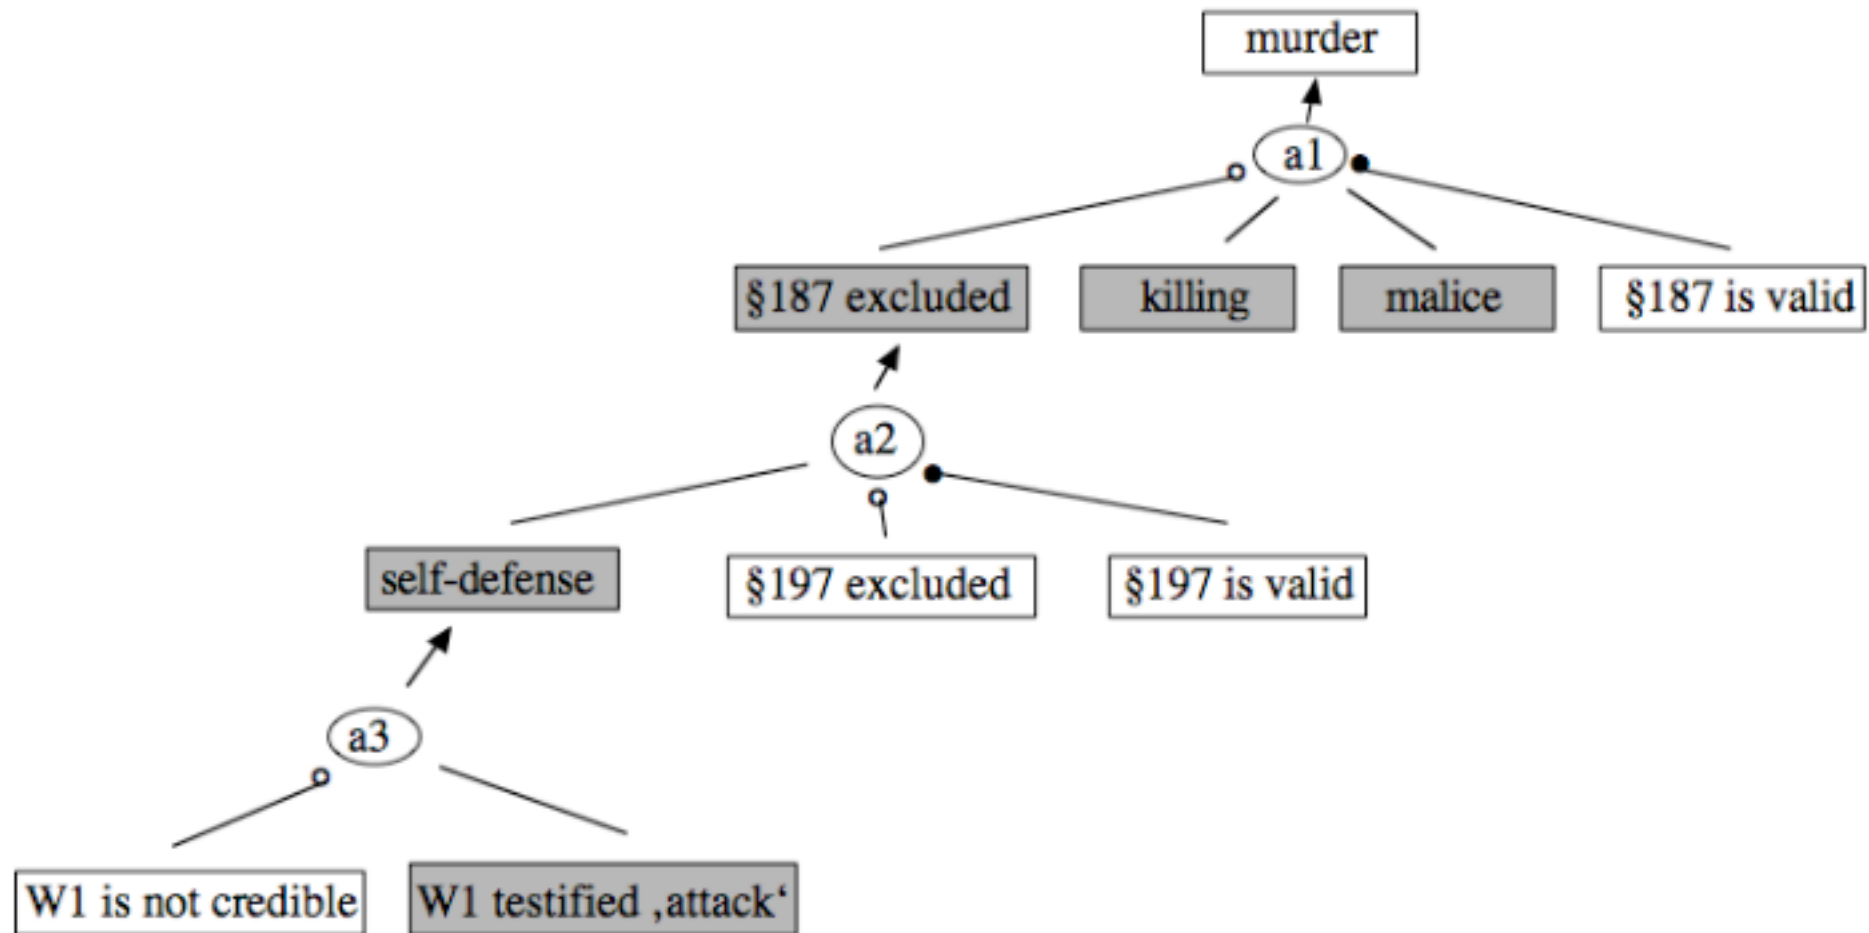 murder
a1
§187 excluded
killing
malice
§187 is valid
a2
self-defense
§197 excluded
§197 is valid
a3
W1 is not credible
W1 testified ‚attack‘